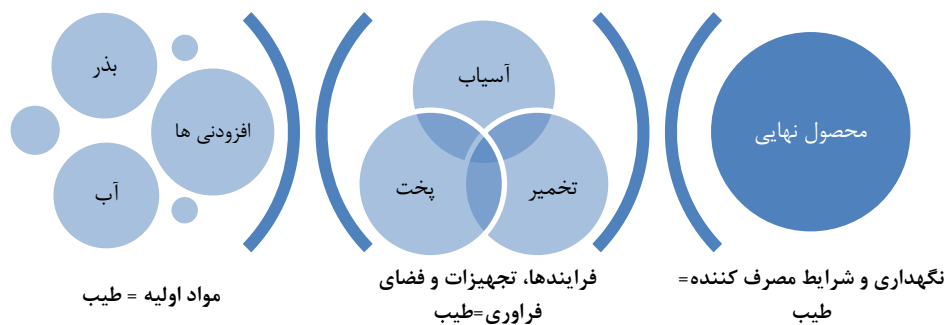 بذر
افزودنی ها
آب
مواد اولیه = طیب
آسیاب
پخت
تخمیر
فرایندها، تجهیزات و فضای
فراوری=طیب
محصول نهایی
نگهداری و شرایط مصرف کننده=
طیب